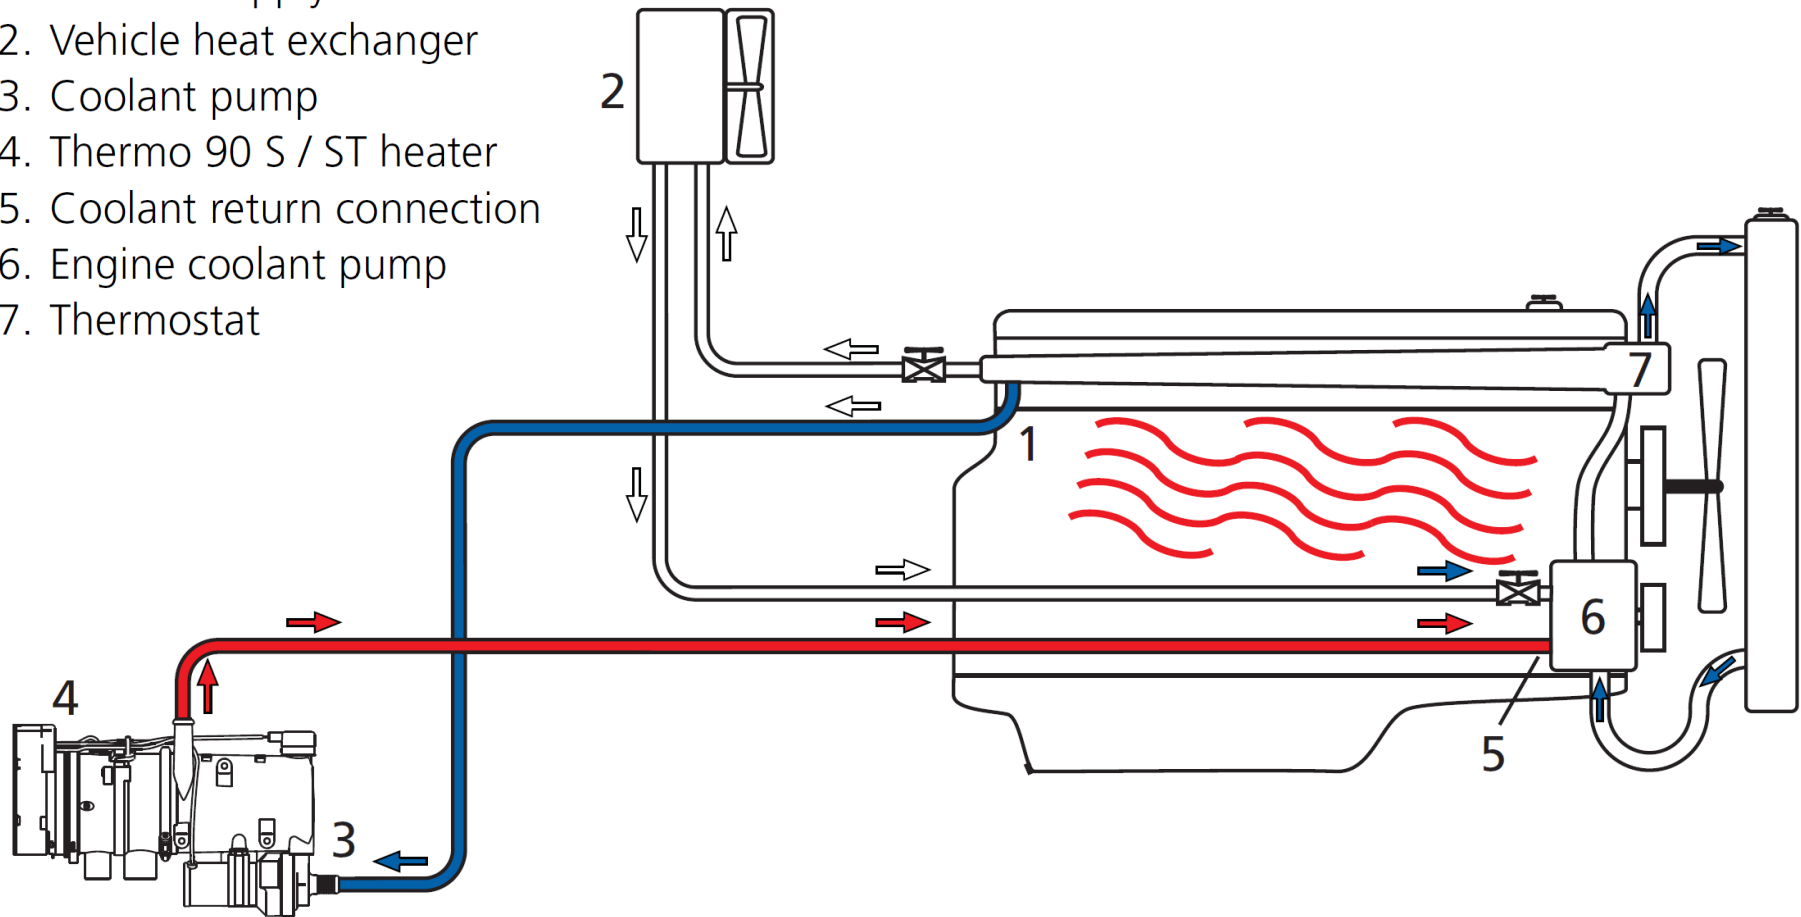 2. Vehicle heat exchanger
3. Coolant pump
4. Thermo 90 S / ST heater
5. Coolant return connection
6. Engine coolant pump
7. Thermostat
2
7
1
6
4
5
3